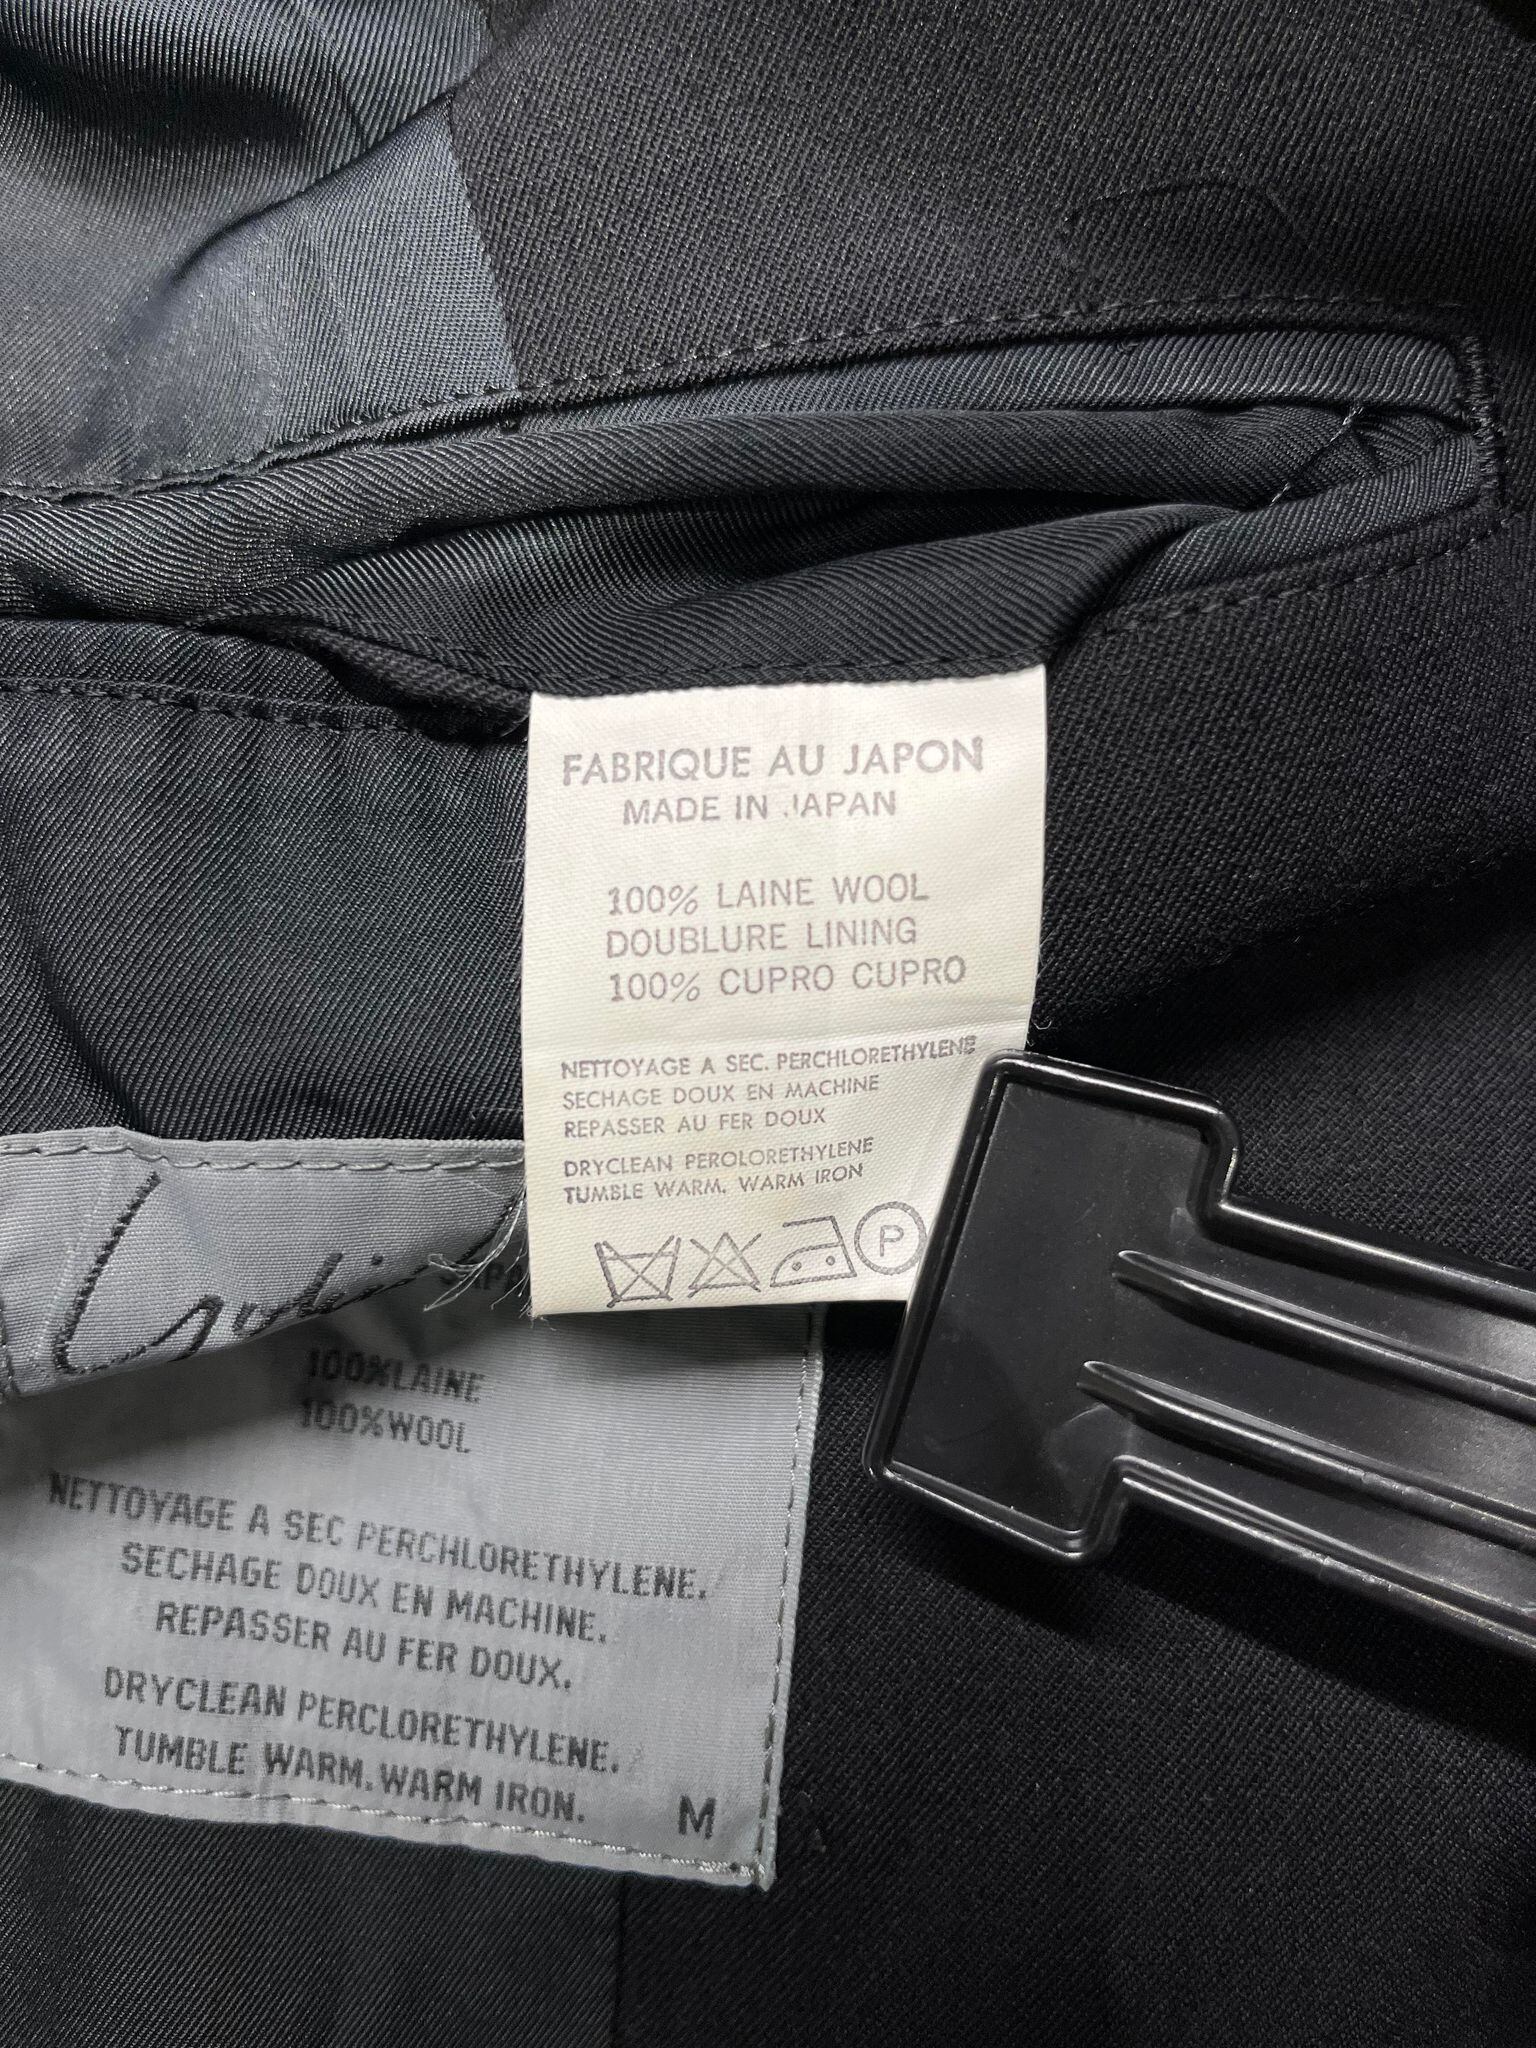 FABRIQUE AU JAPON
MADE IN JAPAN
100% LAINE WOOL
DOUBLURE LINING
100% CUPRO CUPRO
NETTOYAGE A SEC. PERCHLORETHYLENE
SECHAGE DOUX EN MACHINE
REPASSER AU FER DOUX
DRYCLEAN PEROLORETHYLENE
TUMBLE WARM. WARM IRON
P
100%LAINE
100%WOOL
NETTOYAGE A SEC PERCHLORETHYLENE.
SECHAGE DOUX EN MACHINE.
REPASSER AU FER DOUX.
DRYCLEAN PERCLORETHYLENE.
TUMBLE WARM. WARM IRON.
M